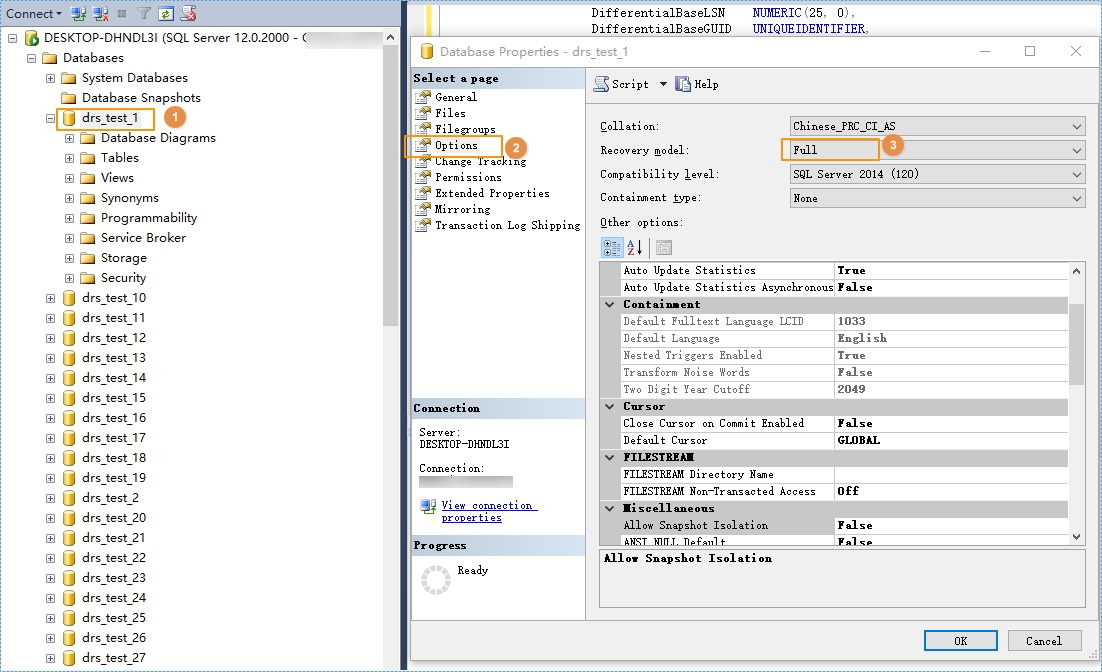 Connect
DESKTOP-DHNDL3I (SQL Server 12.0.2000 -
Databases
System Databases
Database Snapshots
drs_test_1
1
Database Diagrams
Tables
Views
Synonyms
Programmability
Service Broker
Storage
Security
drs_test_10
drs_test_11
drs_test_12
drs_test_13
drs_test_14
drs_test_15
drs_test_16
drs_test_17
drs_test_18
drs_test_19
drs_test_2
drs_test_20
drs_test_21
drs_test_22
drs_test_23
drs_test_24
drs_test_25
drs_test_26
drs_test_27
DifferentialBaseLSN NUMERIC(25, 0),
DifferentialBaseGUID UNIQUEIDENTIFIER,
Database Properties - drs_test_1
Select a page
General
Files
Filegroups
Options
2
Change Tracking
Permissions
Extended Properties
Mirroring
Transaction Log Shipping
Connection
Server:
DESKTOP-DHNDL3I
Connection:
View connection
properties
Progress
Ready
Script
Help
Collation: Chinese_PRC_CI_AS
Recovery model: Full
3
Compatibility level: SQL Server 2014 (120)
Containment type: None
Other options:
Auto Update Statistics True
Auto Update Statistics Asynchronous False
Containment
Default Fulltext Language LCID 1033
Default Language English
Nested Triggers Enabled True
Transform Noise Words False
Two Digit Year Cutoff 2049
Cursor
Close Cursor on Commit Enabled False
Default Cursor GLOBAL
FILESTREAM
FILESTREAM Directory Name
FILESTREAM Non-Transacted Access Off
Miscellaneous
Allow Snapshot Isolation False
ANSI NULL Default False
Allow Snapshot Isolation
OK
Cancel